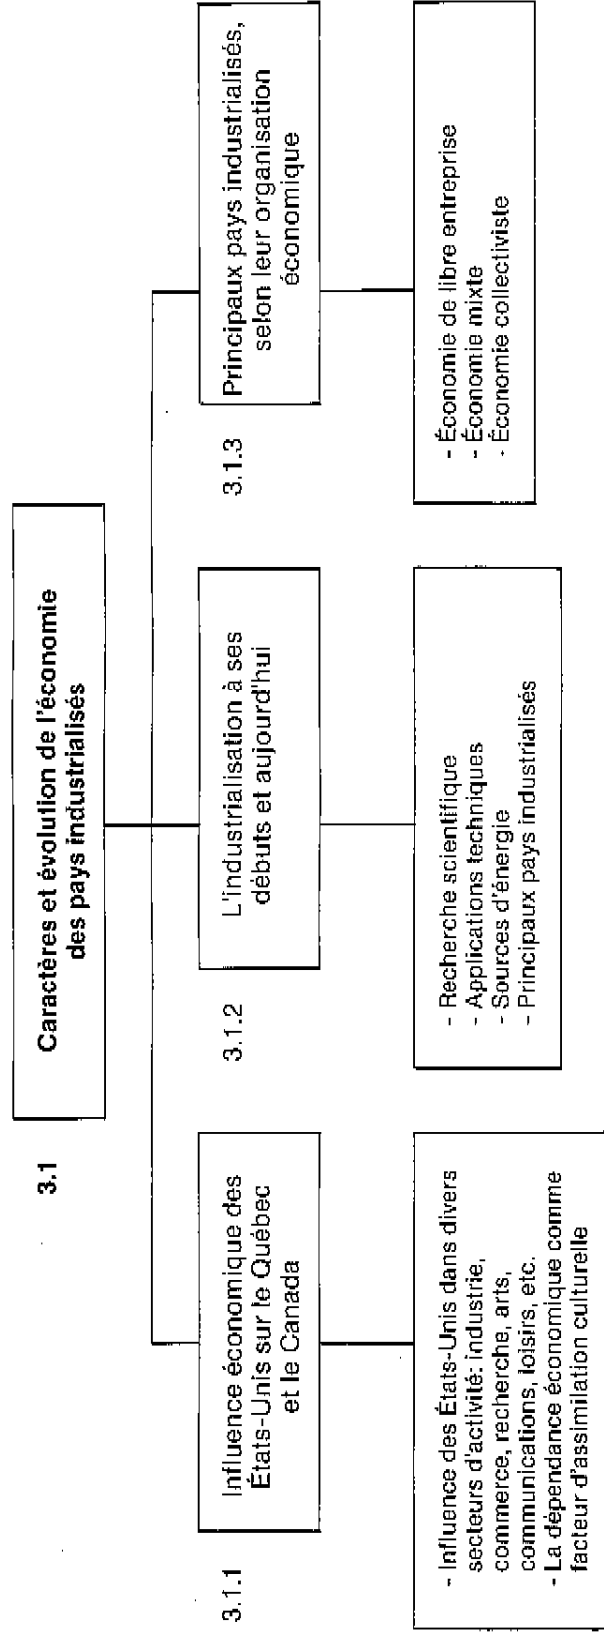 3.1
Caractères et évolution de l'économie
des pays industrialisés
3.1.1
Influence économique des
États-Unis sur le Québec
et le Canada
- Influence des États-Unis dans divers
secteurs d'activité: industrie,
commerce, recherche, arts,
communications, loisirs, etc.
- La dépendance économique comme
facteur d'assimilation culturelle
3.1.2
L'industrialisation à ses
débuts et aujourd'hui
- Recherche scientifique
- Applications techniques
- Sources d'énergie
- Principaux pays industrialisés
3.1.3
Principaux pays industrialisés,
selon leur organisation
économique
- Économie de libre entreprise
- Économie mixte
- Économie collectiviste